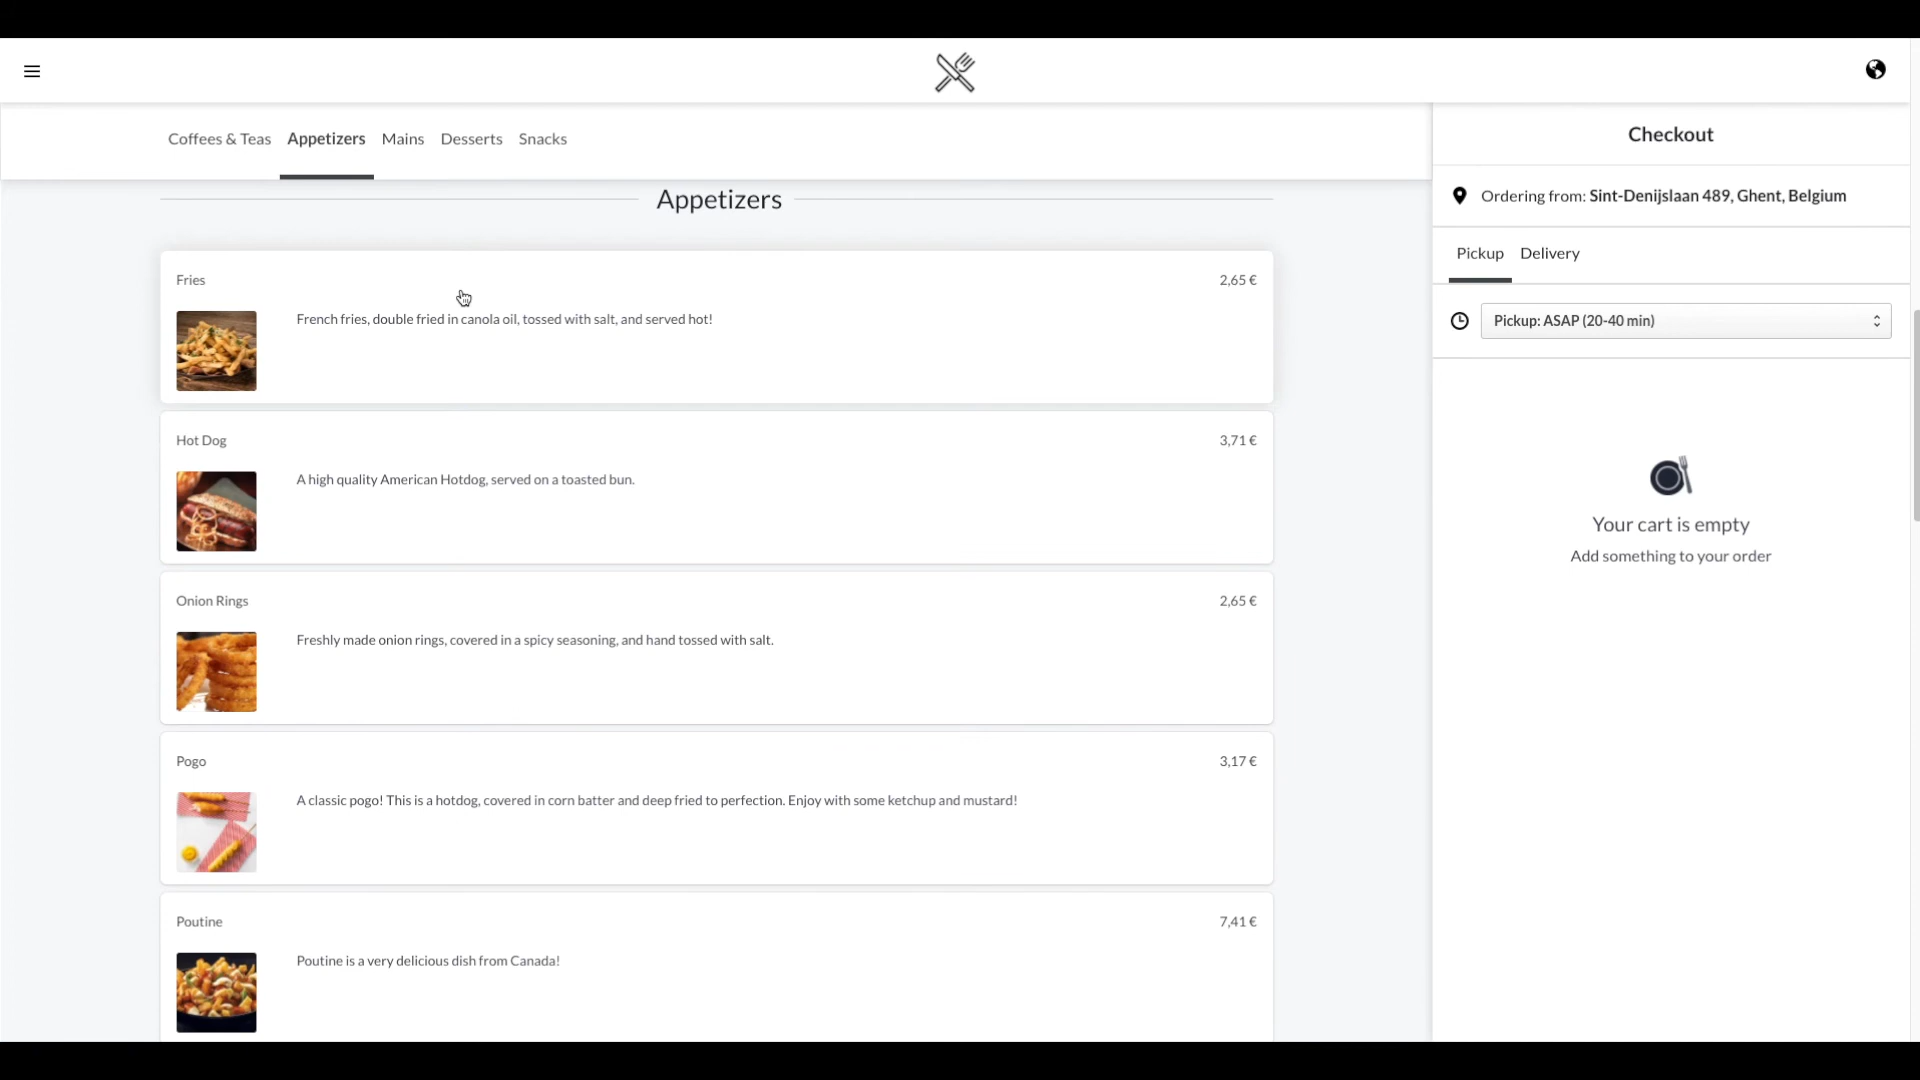 Coffees & Teas Appetizers Mains Desserts Snacks
Appetizers
Fries 2,65 €
French fries, double fried in canola oil, tossed with salt, and served hot!
Hot Dog 3,71 €
A high quality American Hotdog, served on a toasted bun.
Onion Rings 2,65 €
Freshly made onion rings, covered in a spicy seasoning, and hand tossed with salt.
Pogo 3,17 €
A classic pogo! This is a hotdog, covered in corn batter and deep fried to perfection. Enjoy with some ketchup and mustard!
Poutine 7,41 €
Poutine is a very delicious dish from Canada!
Checkout
Ordering from: Sint-Denijslaan 489, Ghent, Belgium
Pickup Delivery
Pickup: ASAP (20-40 min)
Your cart is empty
Add something to your order